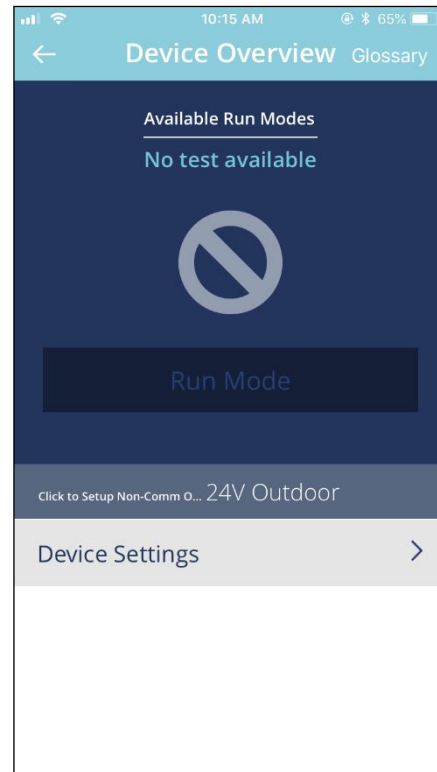 10:15 AM 65%
Device Overview Glossary
Available Run Modes
No test available
Run Mode
Click to Setup Non-Comm O... 24V Outdoor
Device Settings